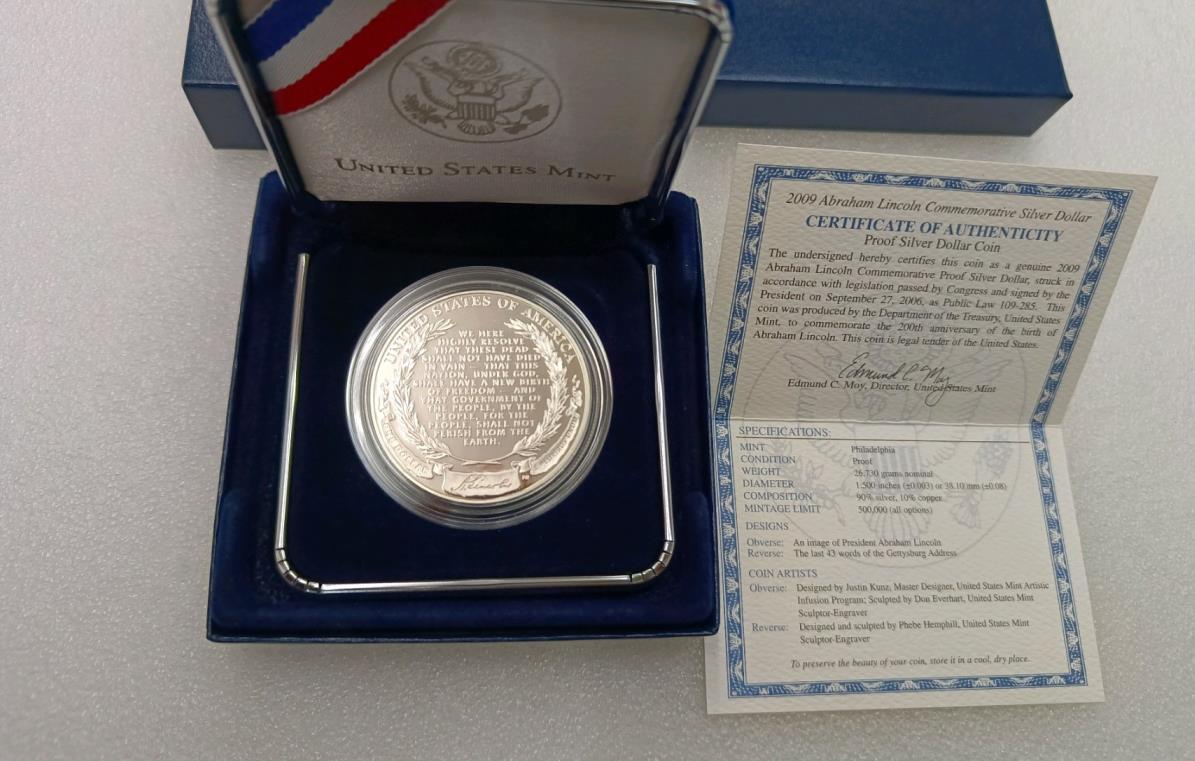 UNITED STATES MINT
UNITED STATES OF AMERICA
WE HERE
HIGHLY RESOLVE
THAT THESE DEAD
SHALL NOT HAVE DIED
IN VAIN – THAT THIS
NATION, UNDER GOD,
SHALL HAVE A NEW BIRTH
OF FREEDOM – AND
THAT GOVERNMENT OF
THE PEOPLE, BY THE
PEOPLE, FOR THE
PEOPLE, SHALL NOT
PERISH FROM THE
EARTH.
ONE DOLLAR
A. Lincoln
2009 Abraham Lincoln Commemorative Silver Dollar
CERTIFICATE OF AUTHENTICITY
Proof Silver Dollar Coin
The undersigned hereby certifies this coin as a genuine 2009
Abraham Lincoln Commemorative Proof Silver Dollar, struck in
accordance with legislation passed by Congress and signed by the
President on September 27, 2006, as Public Law 109-285. This
coin was produced by the Department of the Treasury, United States
Mint, to commemorate the 200th anniversary of the birth of
Abraham Lincoln. This coin is legal tender of the United States.
Edmund C. Moy
Edmund C. Moy, Director, United States Mint
SPECIFICATIONS:
MINT Philadelphia
CONDITION Proof
WEIGHT 26.730 grams nominal
DIAMETER 1.500 inches (±0.003) or 38.10 mm (±0.08)
COMPOSITION 90% silver, 10% copper
MINTAGE LIMIT 500,000 (all options)
DESIGNS
Obverse: An image of President Abraham Lincoln
Reverse: The last 43 words of the Gettysburg Address
COIN ARTISTS
Obverse: Designed by Justin Kunz, Master Designer, United States Mint Artistic
Infusion Program; Sculpted by Don Everhart, United States Mint
Sculptor-Engraver
Reverse: Designed and sculpted by Phebe Hemphill, United States Mint
Sculptor-Engraver
To preserve the beauty of your coin, store it in a cool, dry place.